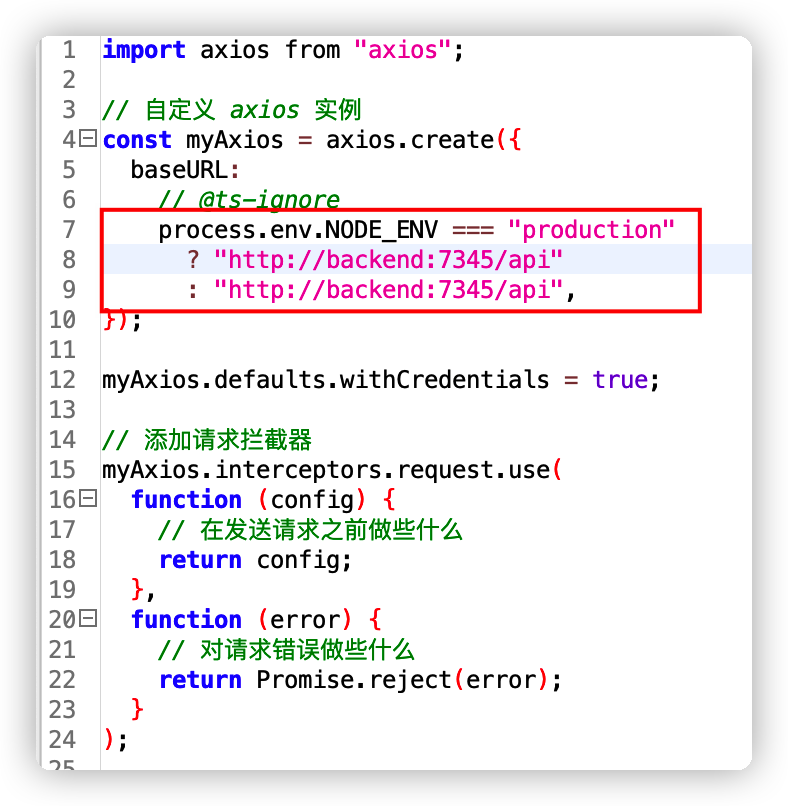 1 import axios from "axios";
2
3 // 自定义 axios 实例
4 const myAxios = axios.create({
5 baseURL:
6 // @ts-ignore
7 process.env.NODE_ENV === "production"
8 ? "http://backend:7345/api"
9 : "http://backend:7345/api",
10 });
11
12 myAxios.defaults.withCredentials = true;
13
14 // 添加请求拦截器
15 myAxios.interceptors.request.use(
16 function (config) {
17 // 在发送请求之前做些什么
18 return config;
19 },
20 function (error) {
21 // 对请求错误做些什么
22 return Promise.reject(error);
23 }
24 );
25